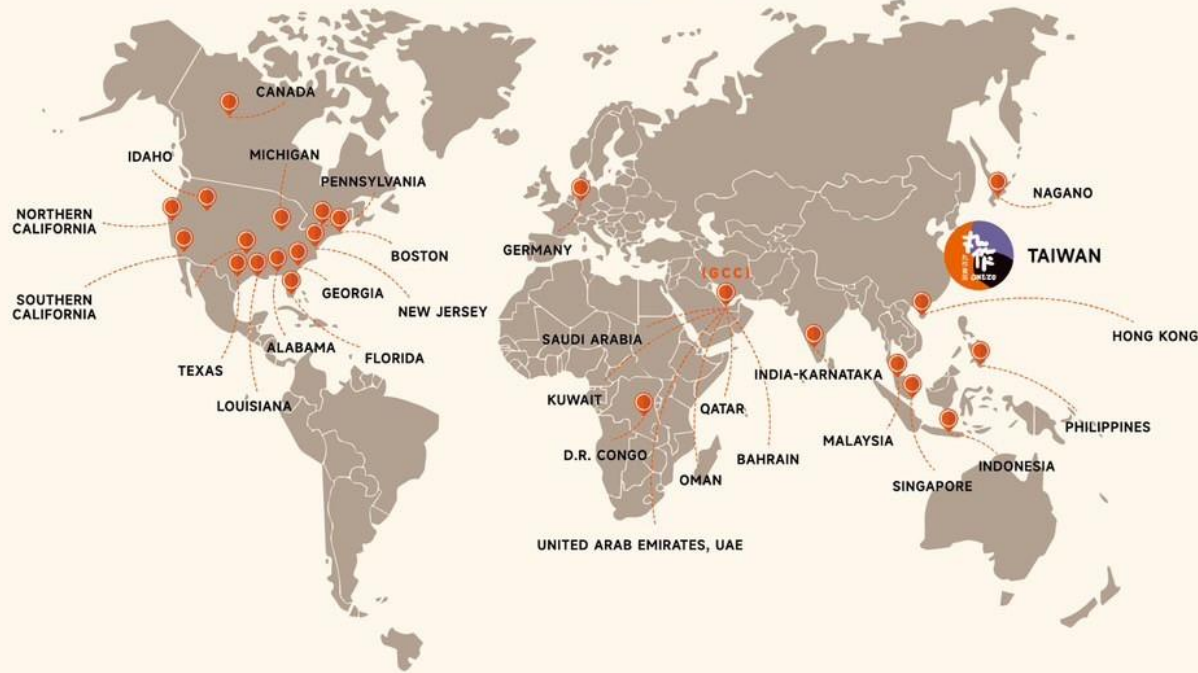 CANADA
IDAHO
MICHIGAN
PENNSYLVANIA
NORTHERN
CALIFORNIA
BOSTON
SOUTHERN
CALIFORNIA
GEORGIA
NEW JERSEY
ALABAMA
FLORIDA
TEXAS
LOUISIANA
GERMANY
(GCC)
SAUDI ARABIA
KUWAIT
QATAR
D.R. CONGO
BAHRAIN
OMAN
UNITED ARAB EMIRATES, UAE
INDIA-KARNATAKA
NAGANO
TAIWAN
HONG KONG
PHILIPPINES
MALAYSIA
INDONESIA
SINGAPORE